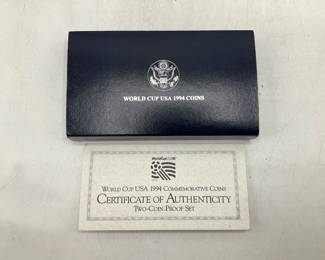 WORLD CUP USA 1994 COINS
WORLD CUP USA 1994 COMMEMORATIVE COINS
CERTIFICATE OF AUTHENTICITY
TWO-COIN PROOF SET